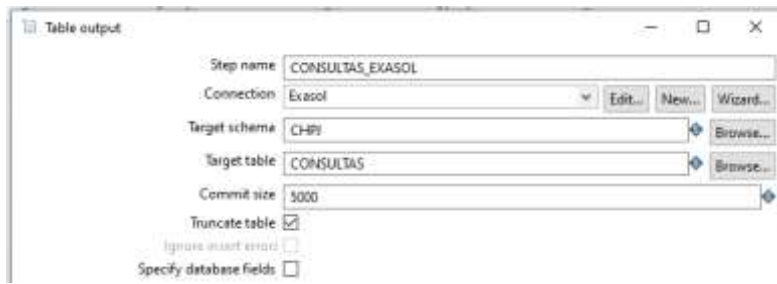 Table output
Step name CONSULTAS_EXASOL
Connection Exasol Edit... New... Wizard...
Target schema CHPJ Browse...
Target table CONSULTAS Browse...
Commit size 5000
Truncate table
Ignore insert errors
Specify database fields